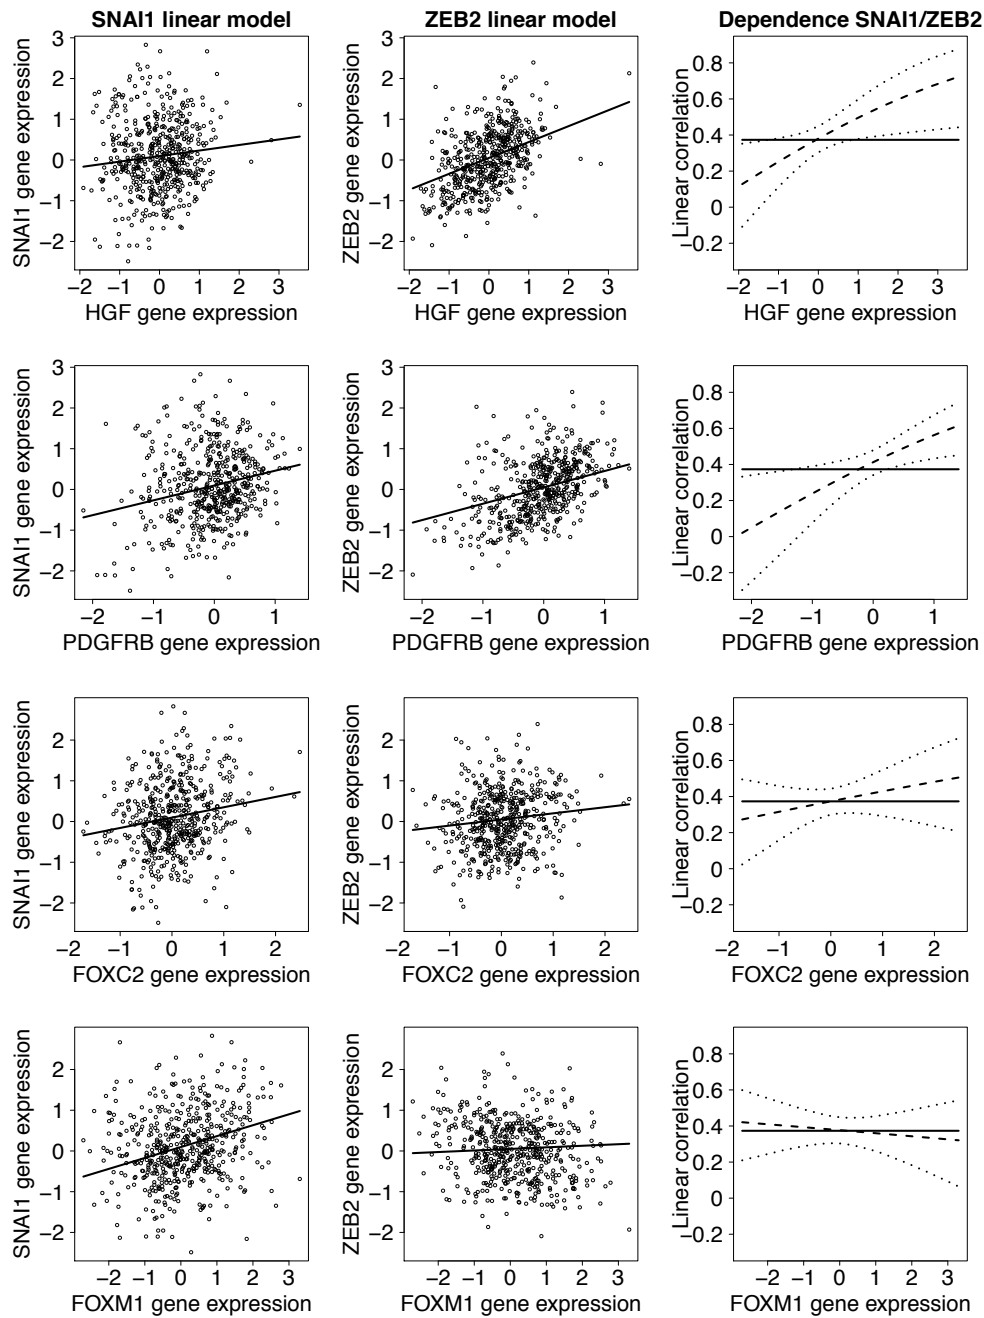 SNAI1 linear model ZEB2 linear model Dependence SNAI1/ZEB2
SNAI1 gene expression
3
2
1
0
−1
−2
−2 −1 0 1 2 3
HGF gene expression
ZEB2 gene expression
3
2
1
0
−1
−2
−2 −1 0 1 2 3
HGF gene expression
Linear correlation
0.8
0.6
0.4
0.2
0
−0.2
−2 −1 0 1 2 3
HGF gene expression
SNAI1 gene expression
3
2
1
0
−1
−2
−2 −1 0 1
PDGFRB gene expression
ZEB2 gene expression
3
2
1
0
−1
−2
−2 −1 0 1
PDGFRB gene expression
Linear correlation
0.8
0.6
0.4
0.2
0
−0.2
−2 −1 0 1
PDGFRB gene expression
SNAI1 gene expression
2
1
0
−1
−2
−2 −1 0 1 2
FOXC2 gene expression
ZEB2 gene expression
2
1
0
−1
−2
−2 −1 0 1 2
FOXC2 gene expression
Linear correlation
0.8
0.6
0.4
0.2
0
−0.2
−2 −1 0 1 2
FOXC2 gene expression
SNAI1 gene expression
2
1
0
−1
−2
−2 −1 0 1 2 3
FOXM1 gene expression
ZEB2 gene expression
2
1
0
−1
−2
−2 −1 0 1 2 3
FOXM1 gene expression
Linear correlation
0.8
0.6
0.4
0.2
0
−0.2
−2 −1 0 1 2 3
FOXM1 gene expression